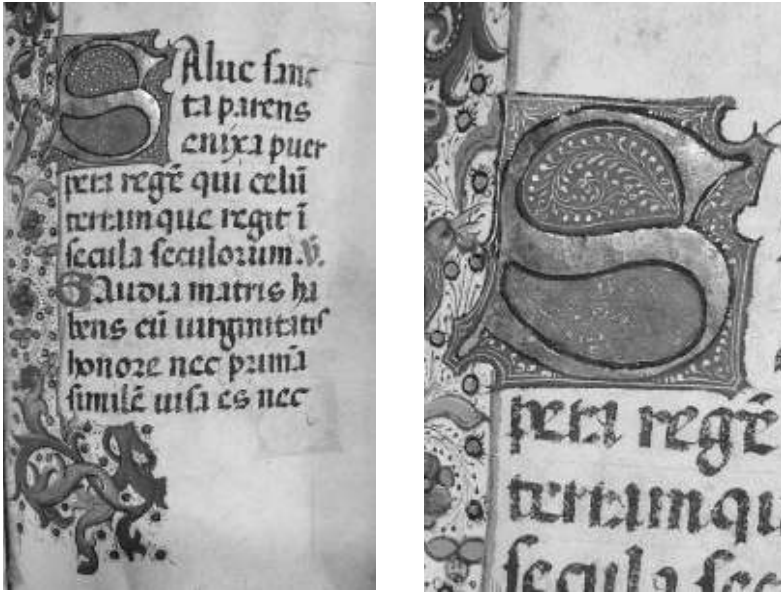 SAlue sanc
ta parens
enixa puer
pera regē qui celū
terramque regit ī
secula seculorum. V.
Gaudia matris ha
bens cū uirginitatis
honore nec primā
similē uisa es nec
pera regē
terramqu
secula sec